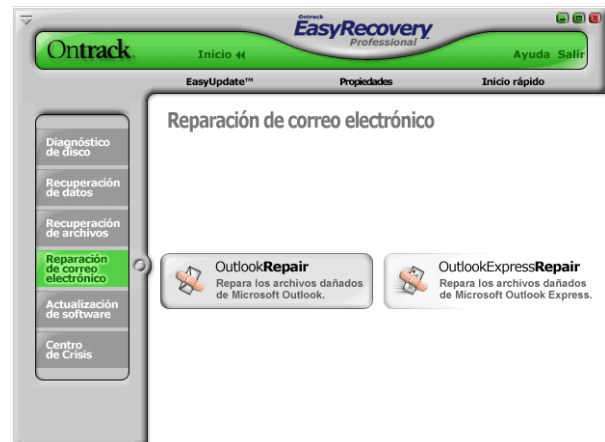 Ontrack
EasyRecovery
Professional
Ontrack
Inicio
Ayuda Salir
EasyUpdate™ Propiedades Inicio rápido
Reparación de correo electrónico
Diagnóstico
de disco
Recuperación
de datos
Recuperación
de archivos
Reparación
de correo
electrónico
Actualización
de software
Centro
de Crisis
OutlookRepair
Repara los archivos dañados
de Microsoft Outlook.
OutlookExpressRepair
Repara los archivos dañados
de Microsoft Outlook Express.